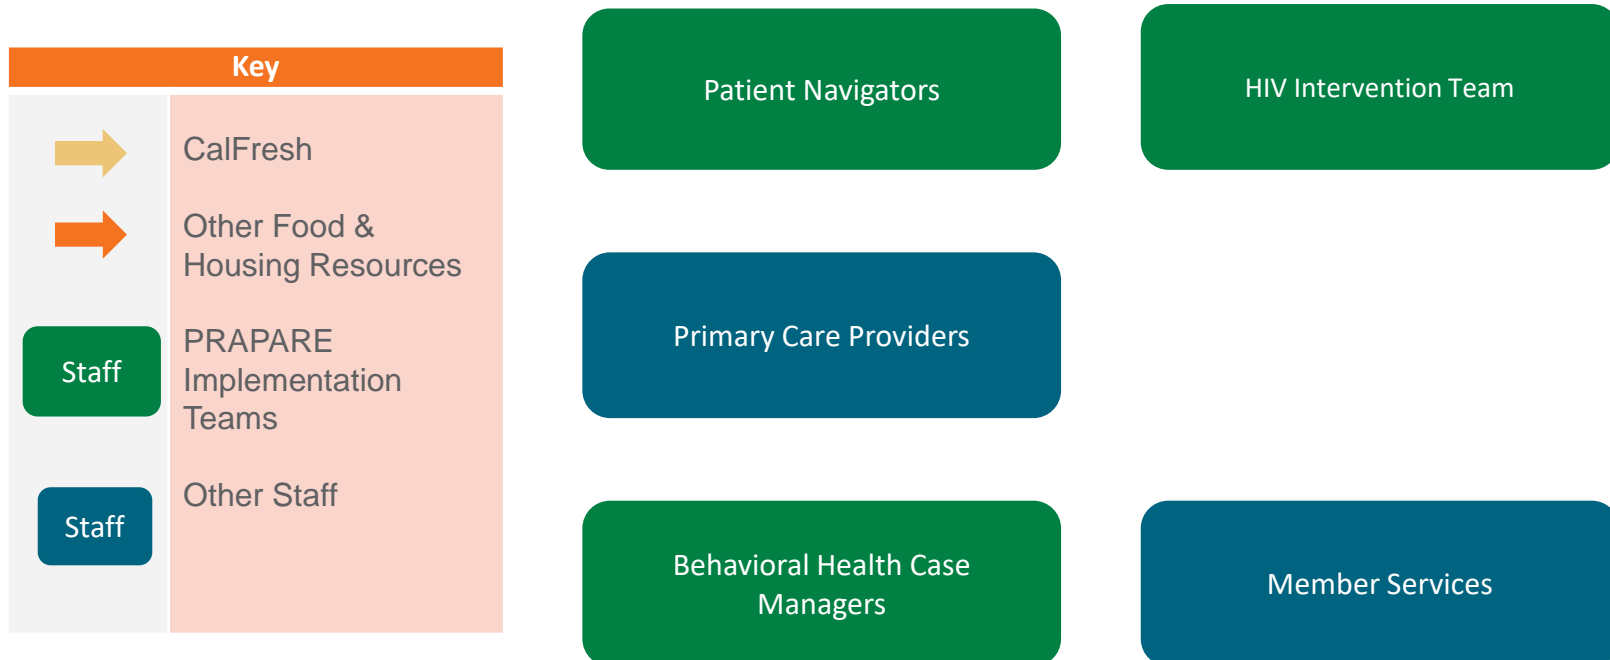 Key
CalFresh
Other Food &
Housing Resources
Staff
PRAPARE
Implementation
Teams
Staff
Other Staff
Patient Navigators
HIV Intervention Team
Primary Care Providers
Behavioral Health Case
Managers
Member Services